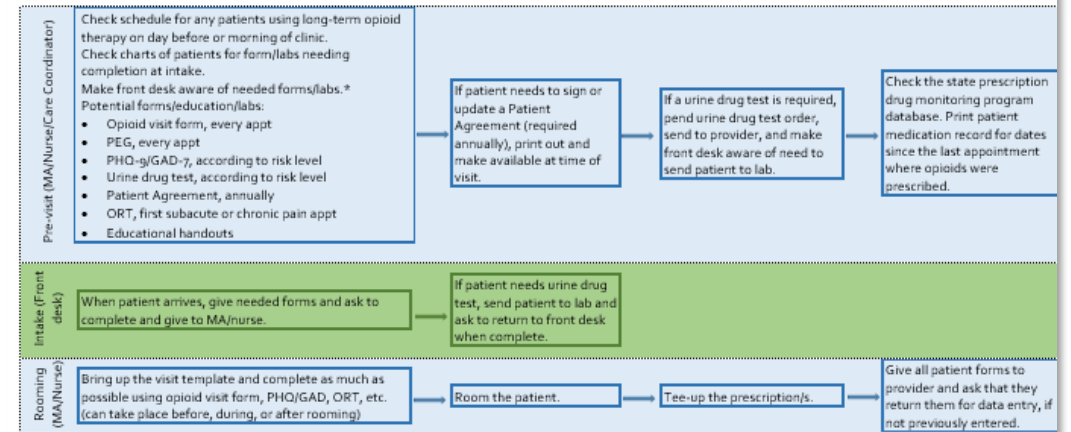 Pre-visit (MA/Nurse/Care Coordinator)
Check schedule for any patients using long-term opioid
therapy on day before or morning of clinic.
Check charts of patients for form/labs needing
completion at intake.
Make front desk aware of needed forms/labs.*
Potential forms/education/labs:
• Opioid visit form, every appt
• PEG, every appt
• PHQ-9/GAD-7, according to risk level
• Urine drug test, according to risk level
• Patient Agreement, annually
• ORT, first subacute or chronic pain appt
• Educational handouts
If patient needs to sign or
update a Patient
Agreement (required
annually), print out and
make available at time of
visit.
If a urine drug test is required,
pend urine drug test order,
send to provider, and make
front desk aware of need to
send patient to lab.
Check the state prescription
drug monitoring program
database. Print patient
medication record for dates
since the last appointment
where opioids were
prescribed.
Intake (Front
desk)
When patient arrives, give needed forms and ask to
complete and give to MA/nurse.
If patient needs urine drug
test, send patient to lab and
ask to return to front desk
when complete.
Rooming
(MA/Nurse)
Bring up the visit template and complete as much as
possible using opioid visit form, PHQ/GAD, ORT, etc.
(can take place before, during, or after rooming)
Room the patient.
Tee-up the prescription/s.
Give all patient forms to
provider and ask that they
return them for data entry, if
not previously entered.